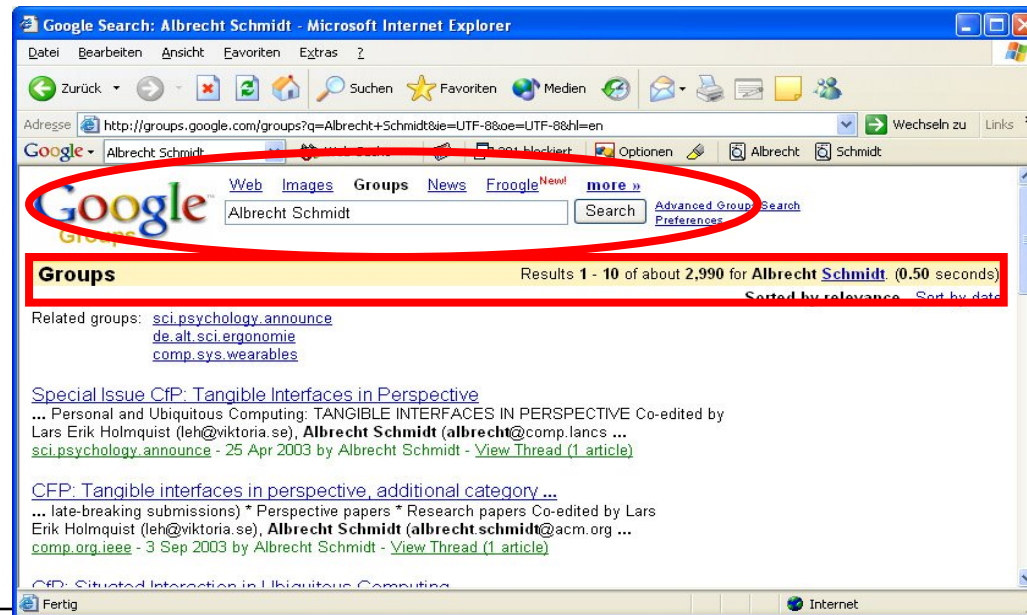 Google Search: Albrecht Schmidt - Microsoft Internet Explorer
Datei Bearbeiten Ansicht Favoriten Extras ?
Zurück Suchen Favoriten Medien
Adresse http://groups.google.com/groups?q=Albrecht+Schmidt&ie=UTF-8&oe=UTF-8&hl=en Wechseln zu Links
Google Albrecht Schmidt blockiert Optionen Albrecht Schmidt
Web Images Groups News Froogle New! more »
Google Groups
Albrecht Schmidt Search Advanced Groups Search
Preferences
Groups Results 1 - 10 of about 2,990 for Albrecht Schmidt. (0.50 seconds)
Sorted by relevance Sort by date
Related groups: sci.psychology.announce
de.alt.sci.ergonomie
comp.sys.wearables
Special Issue CfP: Tangible Interfaces in Perspective
... Personal and Ubiquitous Computing: TANGIBLE INTERFACES IN PERSPECTIVE Co-edited by
Lars Erik Holmquist (leh@viktoria.se), Albrecht Schmidt (albrecht@comp.lancs ...
sci.psychology.announce - 25 Apr 2003 by Albrecht Schmidt - View Thread (1 article)
CFP: Tangible interfaces in perspective, additional category ...
... late-breaking submissions) * Perspective papers * Research papers Co-edited by Lars
Erik Holmquist (leh@viktoria.se), Albrecht Schmidt (albrecht.schmidt@acm.org ...
comp.org.ieee - 3 Sep 2003 by Albrecht Schmidt - View Thread (1 article)
CfP: Situated Interaction in Ubiquitous Computing
Fertig Internet